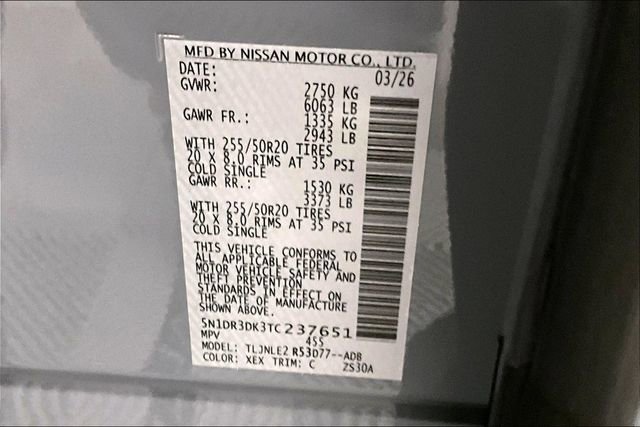 MFD BY NISSAN MOTOR CO., LTD.
DATE: 03/26
GVWR: 2750 KG
6063 LB
GAWR FR.: 1335 KG
2943 LB
WITH 255/50R20 TIRES
20 X 8.0 RIMS AT 35 PSI
COLD SINGLE
GAWR RR.: 1530 KG
3373 LB
WITH 255/50R20 TIRES
20 X 8.0 RIMS AT 35 PSI
COLD SINGLE
THIS VEHICLE CONFORMS TO
ALL APPLICABLE FEDERAL
MOTOR VEHICLE SAFETY AND
THEFT PREVENTION
STANDARDS IN EFFECT ON
THE DATE OF MANUFACTURE
SHOWN ABOVE.
5N1DR3DK3TC237651
MPV 45S
MODEL: TLJNLE2 R53D77--ADB
COLOR: XEX TRIM: C ZS30A